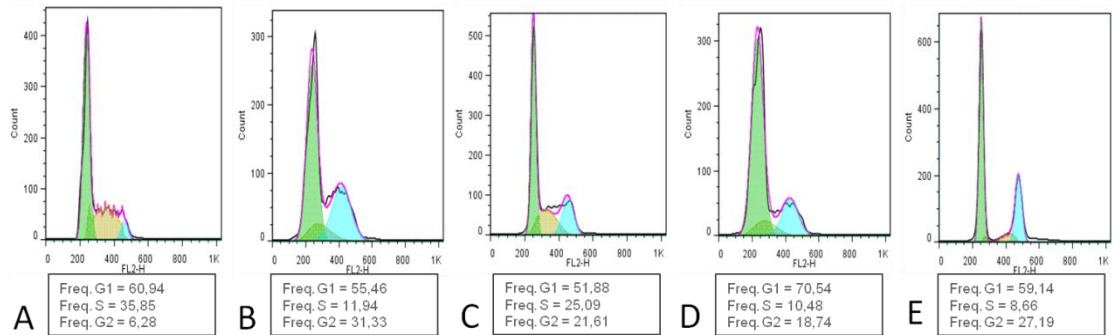 400
300
200
100
0
Count
0 200 400 600 800 1K
FL2-H
A
Freq. G1 = 60,94
Freq. S = 35,85
Freq. G2 = 6,28
B
300
200
100
0
Count
0 200 400 600 800 1K
FL2-H
Freq. G1 = 55,46
Freq. S = 11,94
Freq. G2 = 31,33
C
500
400
300
200
100
0
Count
0 200 400 600 800 1K
FL2-H
Freq. G1 = 51,88
Freq. S = 25,09
Freq. G2 = 21,61
D
300
200
100
0
Count
0 200 400 600 800 1K
FL2-H
Freq. G1 = 70,54
Freq. S = 10,48
Freq. G2 = 18,74
E
600
400
200
0
Count
0 200 400 600 800 1K
FL2-H
Freq. G1 = 59,14
Freq. S = 8,66
Freq. G2 = 27,19